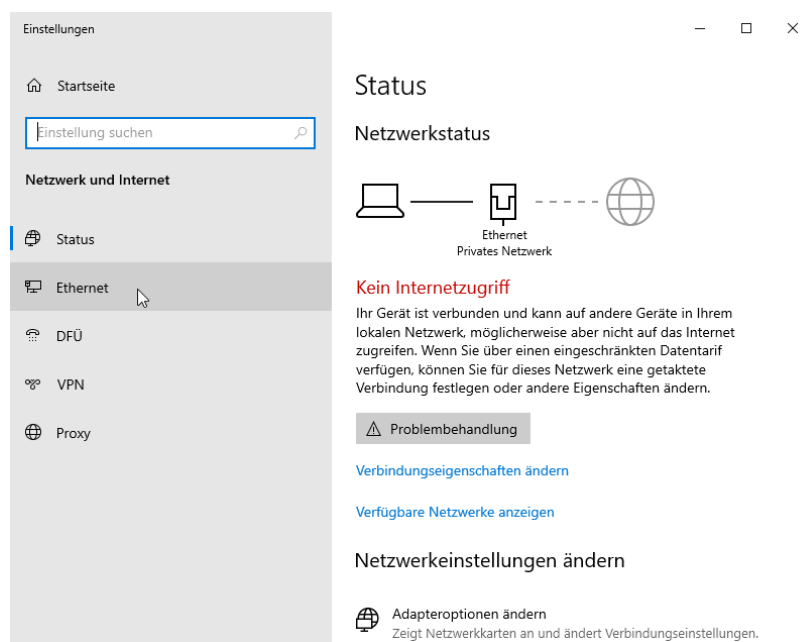 Einstellungen
Startseite
Einstellung suchen
Netzwerk und Internet
Status
Ethernet
DFÜ
VPN
Proxy
Status
Netzwerkstatus
Ethernet
Privates Netzwerk
Kein Internetzugriff
Ihr Gerät ist verbunden und kann auf andere Geräte in Ihrem
lokalen Netzwerk, möglicherweise aber nicht auf das Internet
zugreifen. Wenn Sie über einen eingeschränkten Datentarif
verfügen, können Sie für dieses Netzwerk eine getaktete
Verbindung festlegen oder andere Eigenschaften ändern.
Problembehandlung
Verbindungseigenschaften ändern
Verfügbare Netzwerke anzeigen
Netzwerkeinstellungen ändern
Adapteroptionen ändern
Zeigt Netzwerkkarten an und ändert Verbindungseinstellungen.